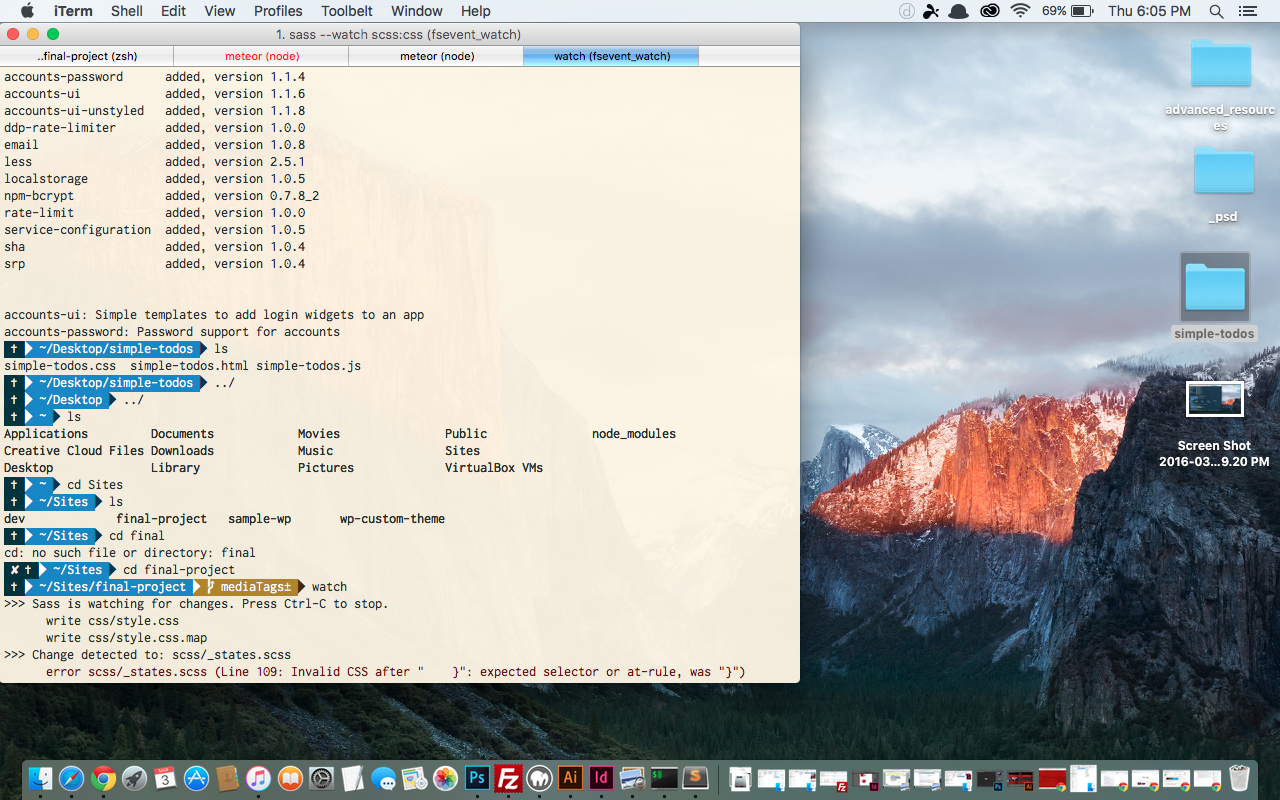 iTerm Shell Edit View Profiles Toolbelt Window Help 69% Thu 6:05 PM
1. sass --watch scss:css (fsevent_watch)
..final-project (zsh) meteor (node) meteor (node) watch (fsevent_watch)
accounts-password added, version 1.1.4
accounts-ui added, version 1.1.6
accounts-ui-unstyled added, version 1.1.8
ddp-rate-limiter added, version 1.0.0
email added, version 1.0.8
less added, version 2.5.1
localstorage added, version 1.0.5
npm-bcrypt added, version 0.7.8_2
rate-limit added, version 1.0.0
service-configuration added, version 1.0.5
sha added, version 1.0.4
srp added, version 1.0.4
accounts-ui: Simple templates to add login widgets to an app
accounts-password: Password support for accounts
✝ ~/Desktop/simple-todos ls
simple-todos.css simple-todos.html simple-todos.js
✝ ~/Desktop/simple-todos ../
✝ ~/Desktop ../
✝ ~ ls
Applications Documents Movies Public node_modules
Creative Cloud Files Downloads Music Sites
Desktop Library Pictures VirtualBox VMs
✝ ~ cd Sites
✝ ~/Sites ls
dev final-project sample-wp wp-custom-theme
✝ ~/Sites cd final
cd: no such file or directory: final
✘ ✝ ~/Sites cd final-project
✝ ~/Sites/final-project mediaTags± watch
>>> Sass is watching for changes. Press Ctrl-C to stop.
write css/style.css
write css/style.css.map
>>> Change detected to: scss/_states.scss
error scss/_states.scss (Line 109: Invalid CSS after "    }": expected selector or at-rule, was "}")
advanced_resourc
es
_psd
simple-todos
Screen Shot
2016-03...9.20 PM
3
Ps
Fz
Ai
Id
S